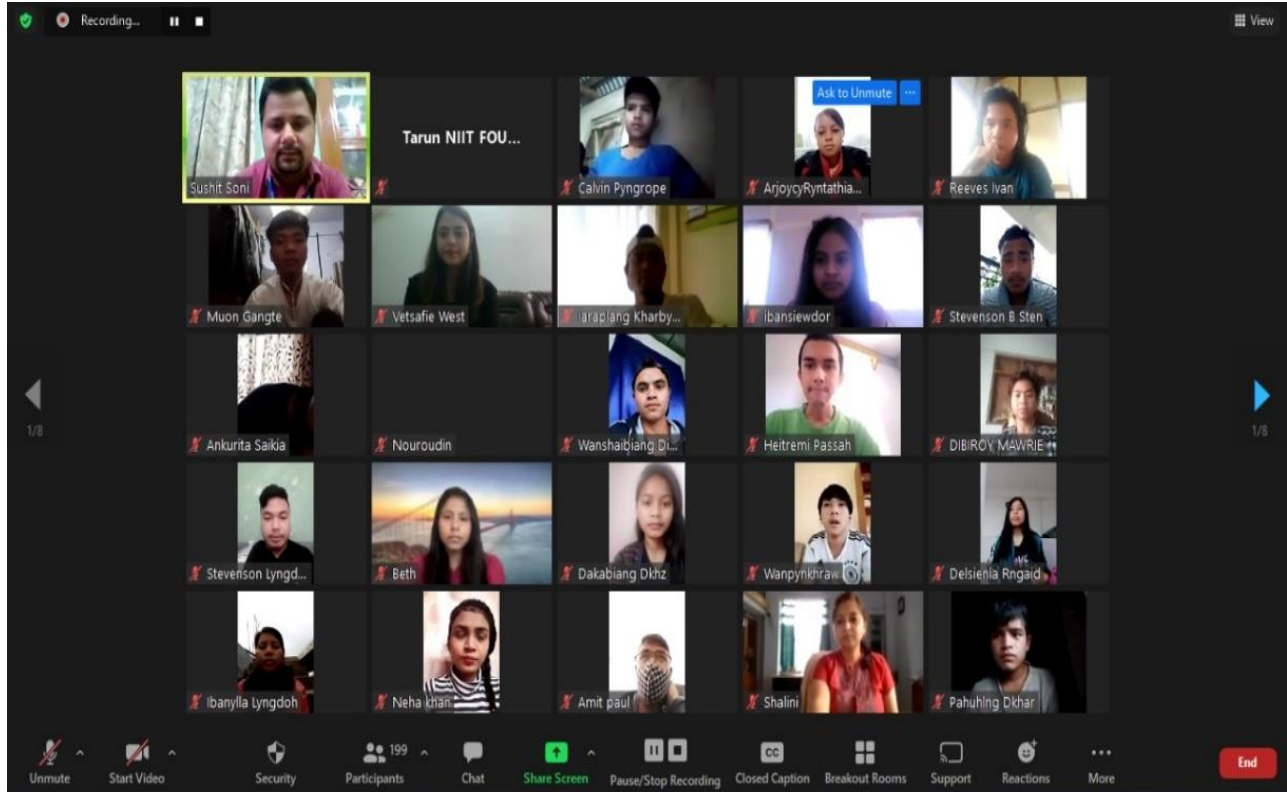 Recording...
View
Sushit Soni
Tarun NIIT FOU...
Calvin Pyngrope
Ask to Unmute ...
ArjoycyRyntathia...
Reeves Ivan
Muon Gangte
Vetsafie West
Iaraplang Kharby...
ibansiewdor
Stevenson B Sten
Ankurita Saikia
Nouroudin
Wanshaibiang Di...
Heitremi Passah
DIBIROY MAWRIE
Stevenson Lyngd...
Beth
Dakabiang Dkhz
Wanpynkhraw
Delsienla Rngaid
Ibanylla Lyngdoh
Neha khan
Amit paul
Shalini
Pahuhlng Dkhar
1/8
1/8
Unmute
Start Video
Security
199
Participants
Chat
Share Screen
Pause/Stop Recording
CC
Closed Caption
Breakout Rooms
Support
Reactions
More
End